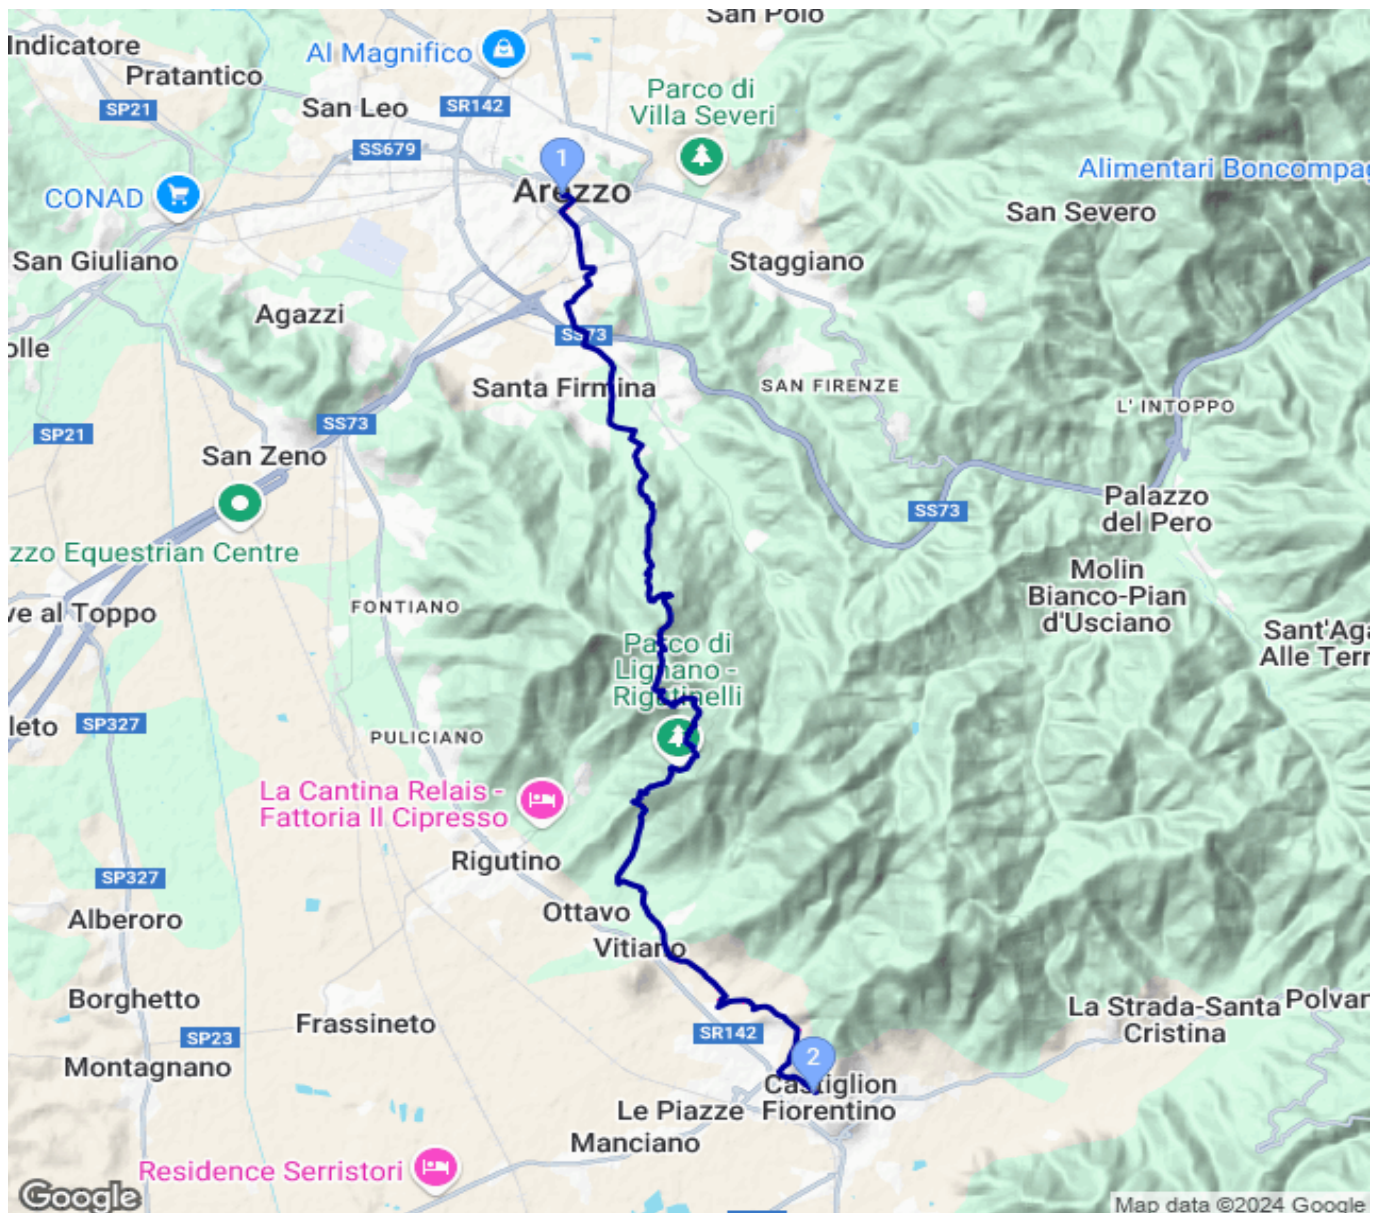 San Polo
Indicatore
Al Magnifico
Pratantico
Parco di
Villa Severi
SP21
San Leo
SR142
SS679
1
Alimentari Boncompag
CONAD
Arezzo
San Severo
San Giuliano
Staggiano
Agazzi
olle
SS73
Santa Firmina
SAN FIRENZE
L' INTOPPO
SP21
SS73
San Zeno
Palazzo
del Pero
SS73
zzo Equestrian Centre
Molin
Bianco-Pian
d'Usciano
ve al Toppo
FONTIANO
Parco di
Lignano -
Rigutinelli
Sant'Aga
Alle Terr
leto
SP327
PULICIANO
La Cantina Relais -
Fattoria Il Cipresso
Rigutino
SP327
Alberoro
Ottavo
Vitiano
Borghetto
La Strada-Santa
Cristina
Polvan
Frassineto
SP23
SR142
Montagnano
2
Castiglion
Fiorentino
Le Piazze
Manciano
Residence Serristori
Google
Map data ©2024 Google